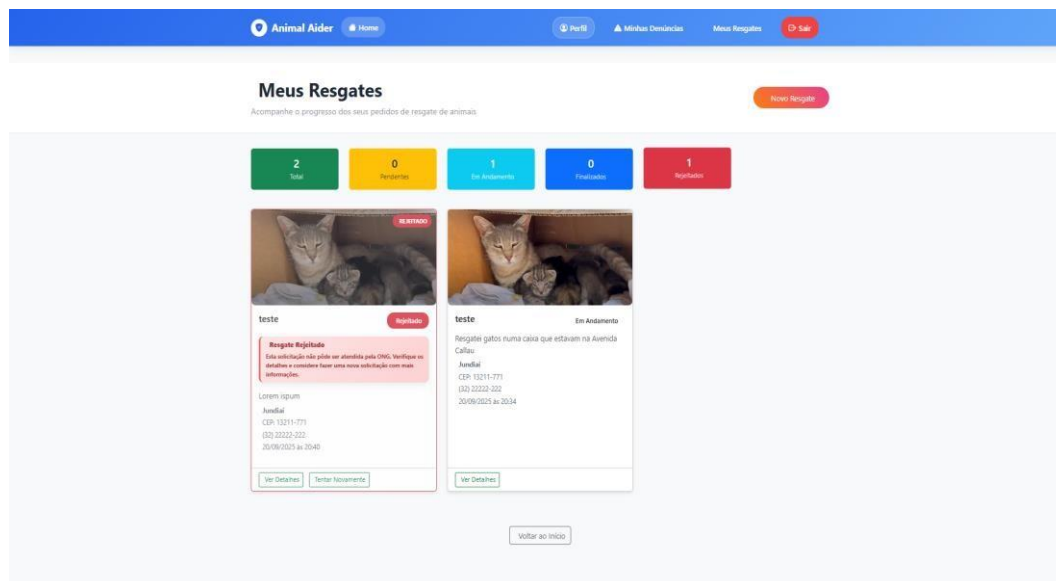 Animal Aider Home Perfil Minhas Denúncias Meus Resgates Sair
Meus Resgates
Acompanhe o progresso dos seus pedidos de resgate de animais
Novo Resgate
2
Total
0
Pendentes
1
Em Andamento
0
Finalizados
1
Rejeitados
REJEITADO
teste
Rejeitado
Resgate Rejeitado
Esta solicitação não pôde ser atendida pela ONG. Verifique os
detalhes e considere fazer uma nova solicitação com mais
informações.
Lorem ispum
Jundiaí
CEP: 13211-771
(32) 22222-222
20/09/2025 às 20:40
Ver Detalhes
Tentar Novamente
teste
Em Andamento
Resgatei gatos numa caixa que estavam na Avenida
Callau
Jundiaí
CEP: 13211-771
(32) 22222-222
20/09/2025 às 20:34
Ver Detalhes
Voltar ao Início